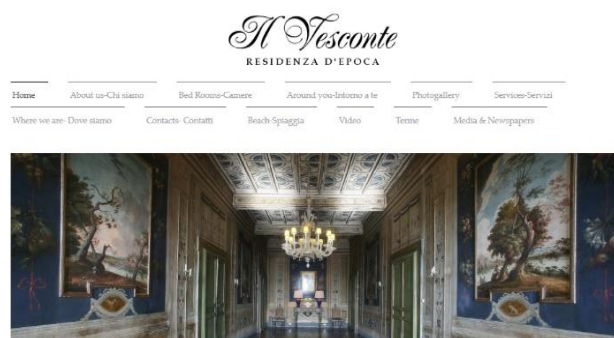 Il Vesconte
RESIDENZA D'EPOCA
Home About us-Chi siamo Bed Rooms-Camere Around you-Intorno a te Photogallery Services-Servizi
Where we are- Dove siamo Contacts- Contatti Beach-Spiaggia Video Terme Media & Newspapers